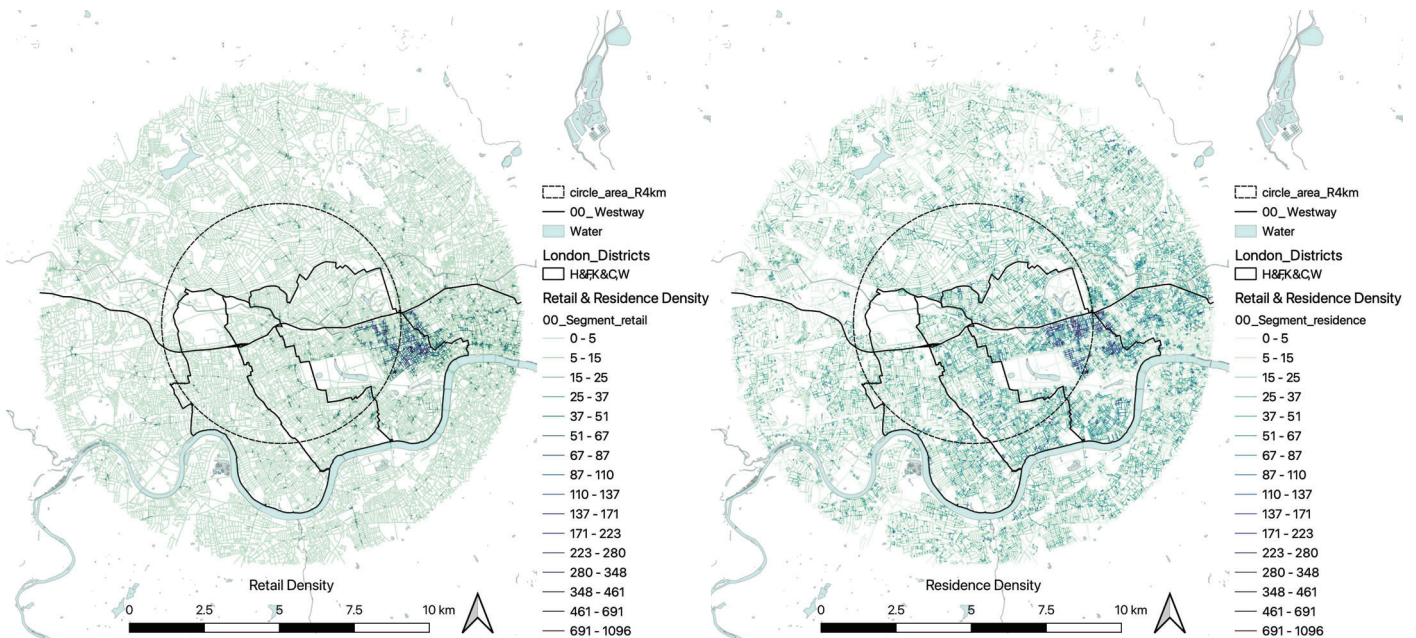 circle_area_R4km
00_ Westway
Water
London_Districts
H&F,K&C,W
Retail & Residence Density
00_Segment_retail
0 - 5
5 - 15
15 - 25
25 - 37
37 - 51
51 - 67
67 - 87
87 - 110
110 - 137
137 - 171
171 - 223
223 - 280
280 - 348
348 - 461
461 - 691
691 - 1096
Retail Density
0 2.5 5 7.5 10 km
circle_area_R4km
00_ Westway
Water
London_Districts
H&F,K&C,W
Retail & Residence Density
00_Segment_residence
0 - 5
5 - 15
15 - 25
25 - 37
37 - 51
51 - 67
67 - 87
87 - 110
110 - 137
137 - 171
171 - 223
223 - 280
280 - 348
348 - 461
461 - 691
691 - 1096
Residence Density
0 2.5 5 7.5 10 km